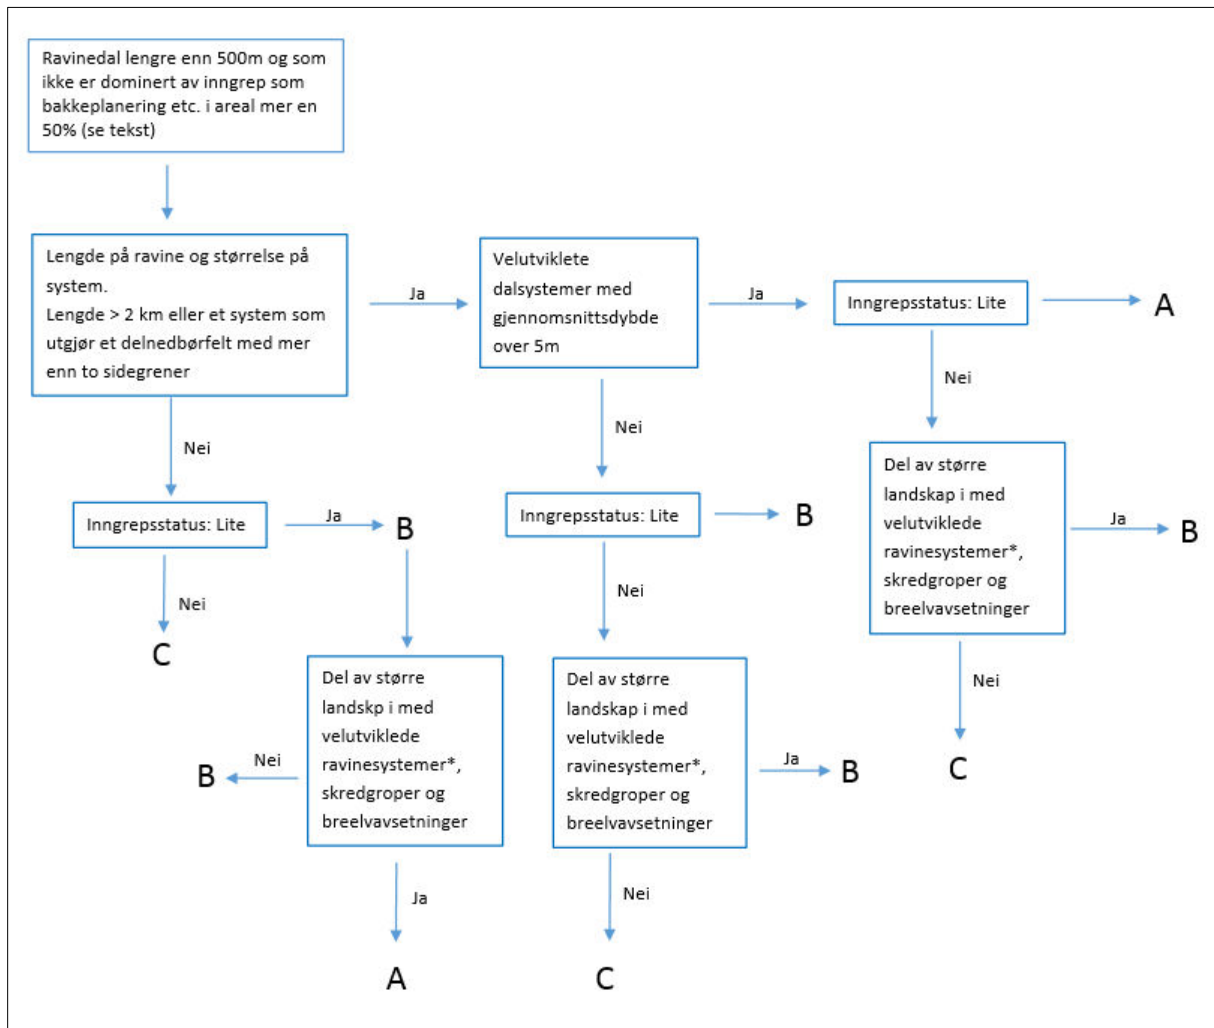 Ravinedal lengre enn 500m og som
ikke er dominert av inngrep som
bakkeplanering etc. i areal mer en
50% (se tekst)
Lengde på ravine og størrelse på
system.
Lengde > 2 km eller et system som
utgjør et delnedbørfelt med mer
enn to sidegrener
Ja
Velutviklete
dalsystemer med
gjennomsnittsdybde
over 5m
Ja
Inngrepsstatus: Lite
A
Nei
Nei
Nei
Del av større
landskap i med
velutviklede
ravinesystemer*,
skredgroper og
breelvavsetninger
Ja
B
Nei
C
Inngrepsstatus: Lite
Ja
B
Nei
C
Inngrepsstatus: Lite
B
Nei
Del av større
landskp i med
velutviklede
ravinesystemer*,
skredgroper og
breelvavsetninger
Nei
B
Ja
A
Del av større
landskap i med
velutviklede
ravinesystemer*,
skredgroper og
breelvavsetninger
Ja
B
Nei
C